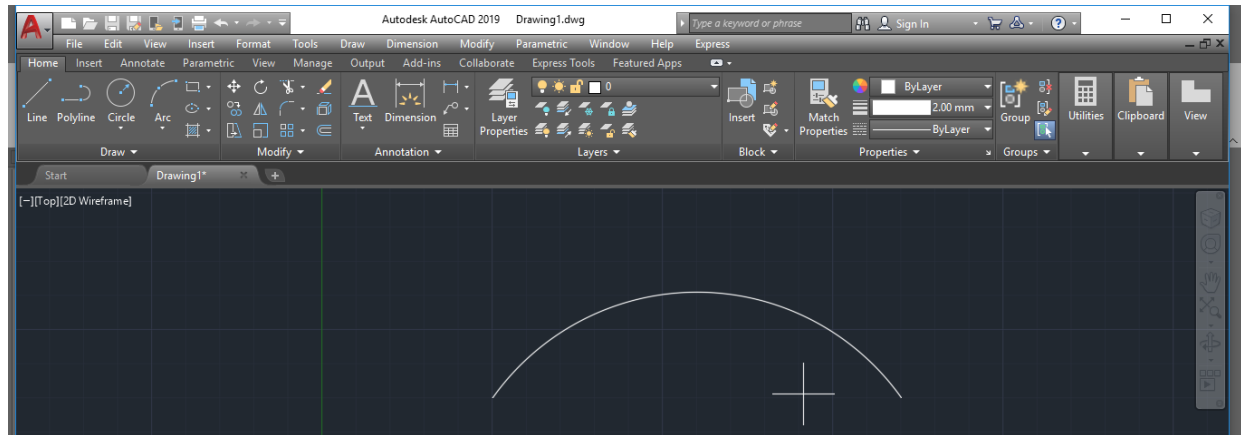 Autodesk AutoCAD 2019 Drawing1.dwg Type a keyword or phrase Sign In
File Edit View Insert Format Tools Draw Dimension Modify Parametric Window Help Express
Home Insert Annotate Parametric View Manage Output Add-ins Collaborate Express Tools Featured Apps
0 ByLayer
2.00 mm
Line Polyline Circle Arc Text Dimension Layer Properties Insert Match Properties ByLayer Group Utilities Clipboard View
Draw Modify Annotation Layers Block Properties Groups
Start Drawing1*
[−][Top][2D Wireframe]